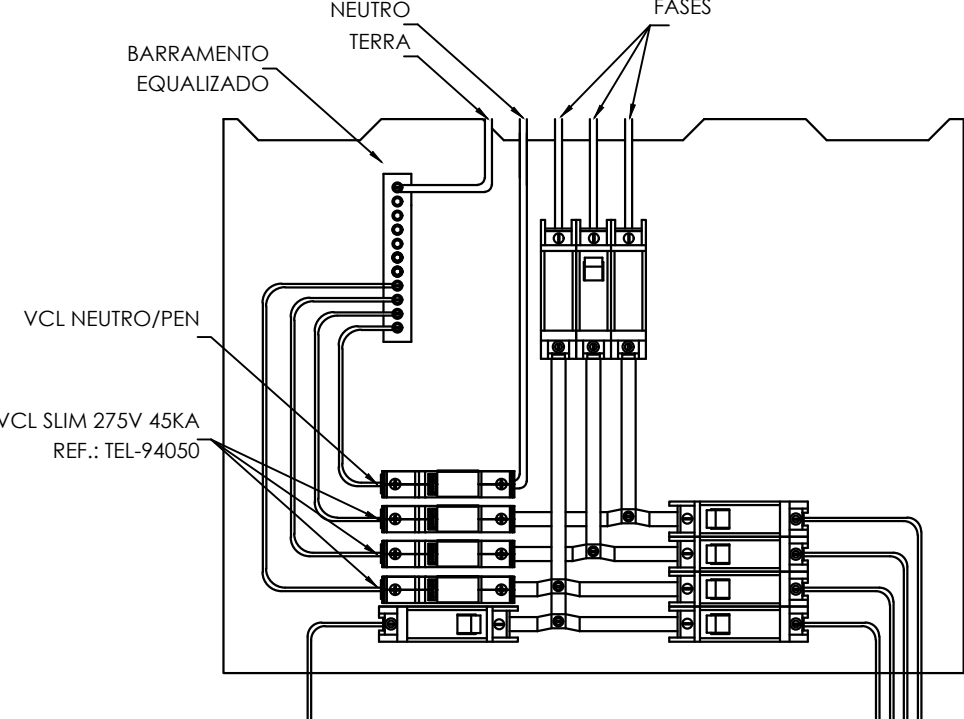 NEUTRO
FASES
TERRA
BARRAMENTO
EQUALIZADO
VCL NEUTRO/PEN
VCL SLIM 275V 45KA
REF.: TEL-94050